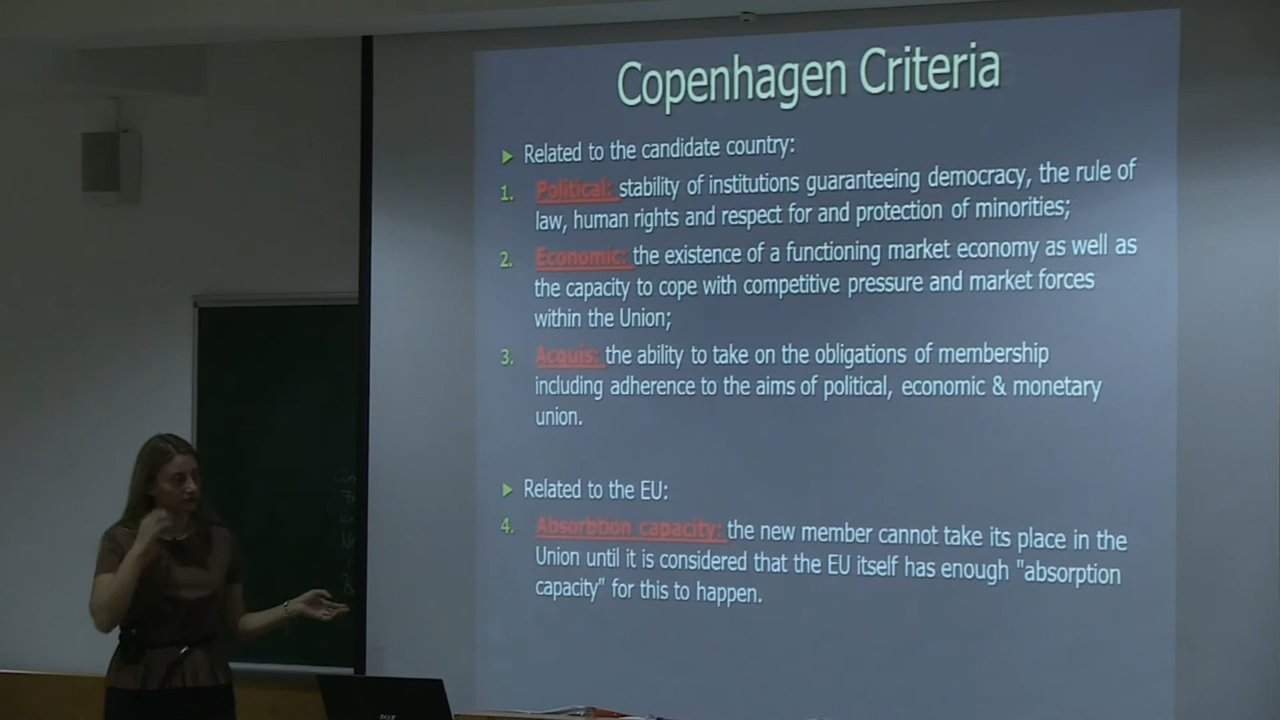 Copenhagen Criteria
Related to the candidate country:
1. Political: stability of institutions guaranteeing democracy, the rule of
law, human rights and respect for and protection of minorities;
2. Economic: the existence of a functioning market economy as well as
the capacity to cope with competitive pressure and market forces
within the Union;
3. Acquis: the ability to take on the obligations of membership
including adherence to the aims of political, economic & monetary
union.
Related to the EU:
4. Absorbtion capacity: the new member cannot take its place in the
Union until it is considered that the EU itself has enough "absorption
capacity" for this to happen.
acer